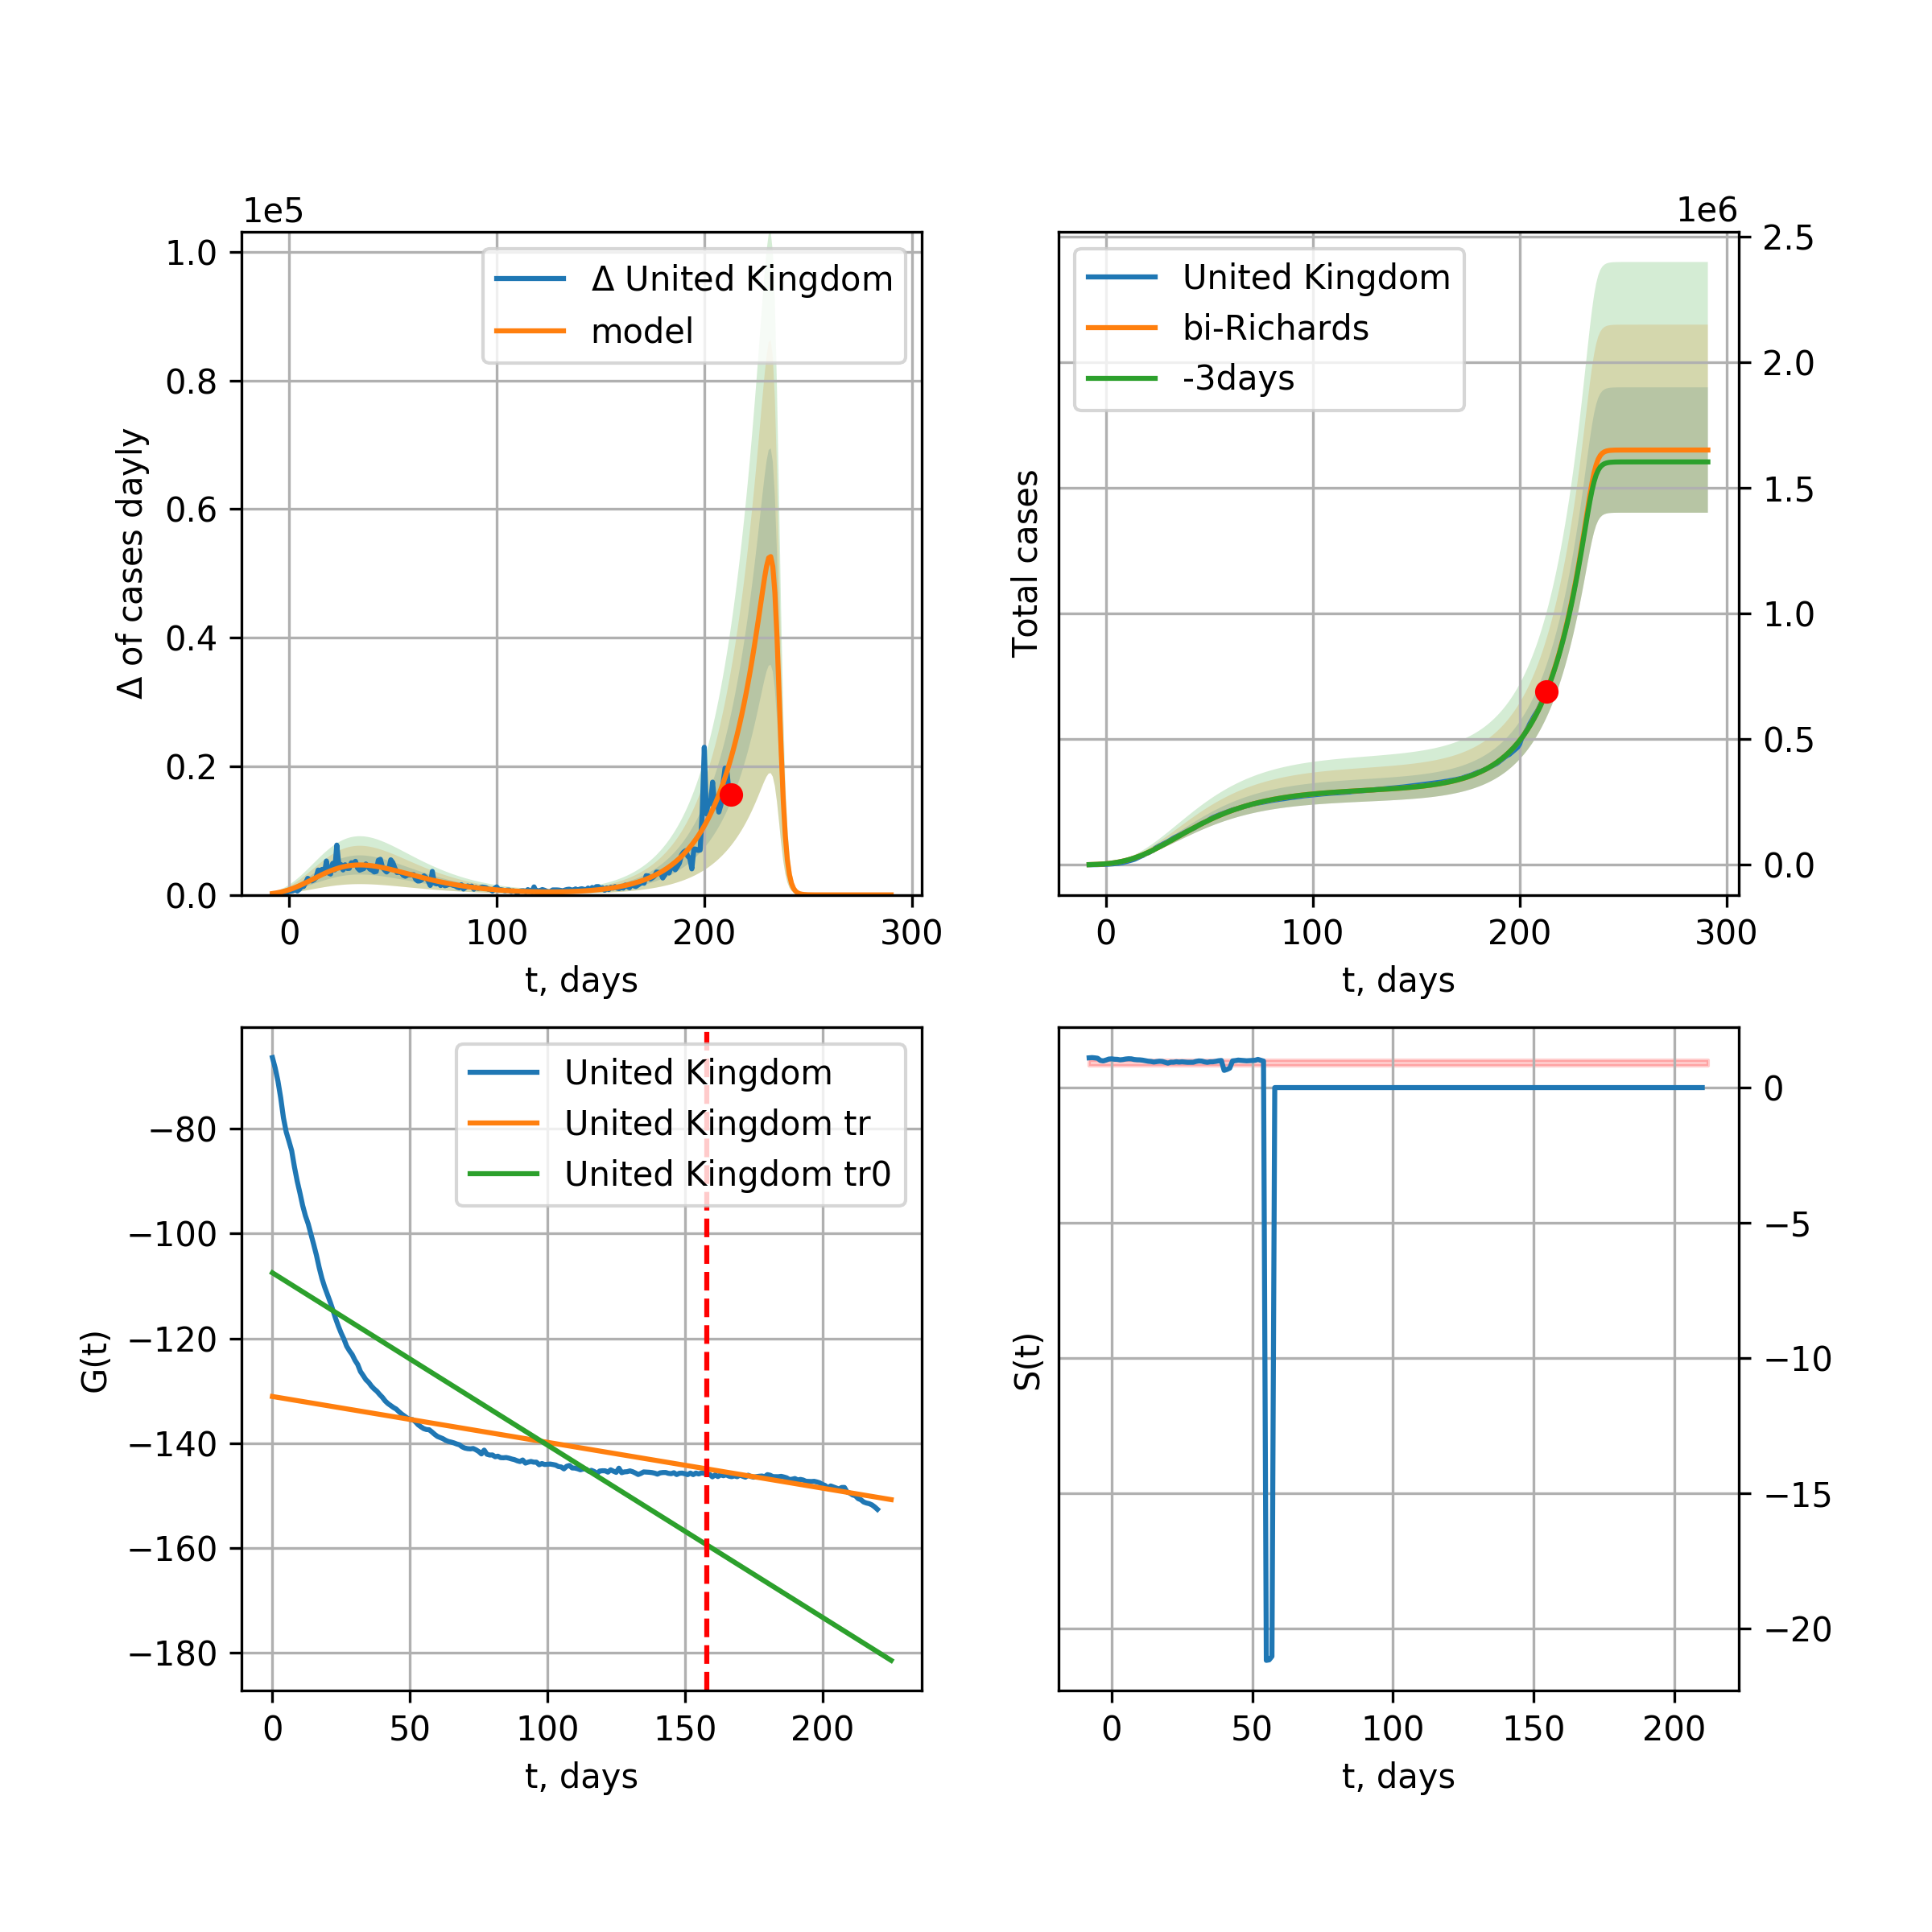 1e5
1.0
0.8
0.6
0.4
0.2
0.0
Δ of cases dayly
Δ United Kingdom
model
0 100 200 300
t, days
1e6
2.5
2.0
1.5
1.0
0.5
0.0
Total cases
United Kingdom
bi-Richards
-3days
0 100 200 300
t, days
−80
−100
−120
−140
−160
−180
G(t)
United Kingdom
United Kingdom tr
United Kingdom tr0
0 50 100 150 200
t, days
0
−5
−10
−15
−20
S(t)
0 50 100 150 200
t, days